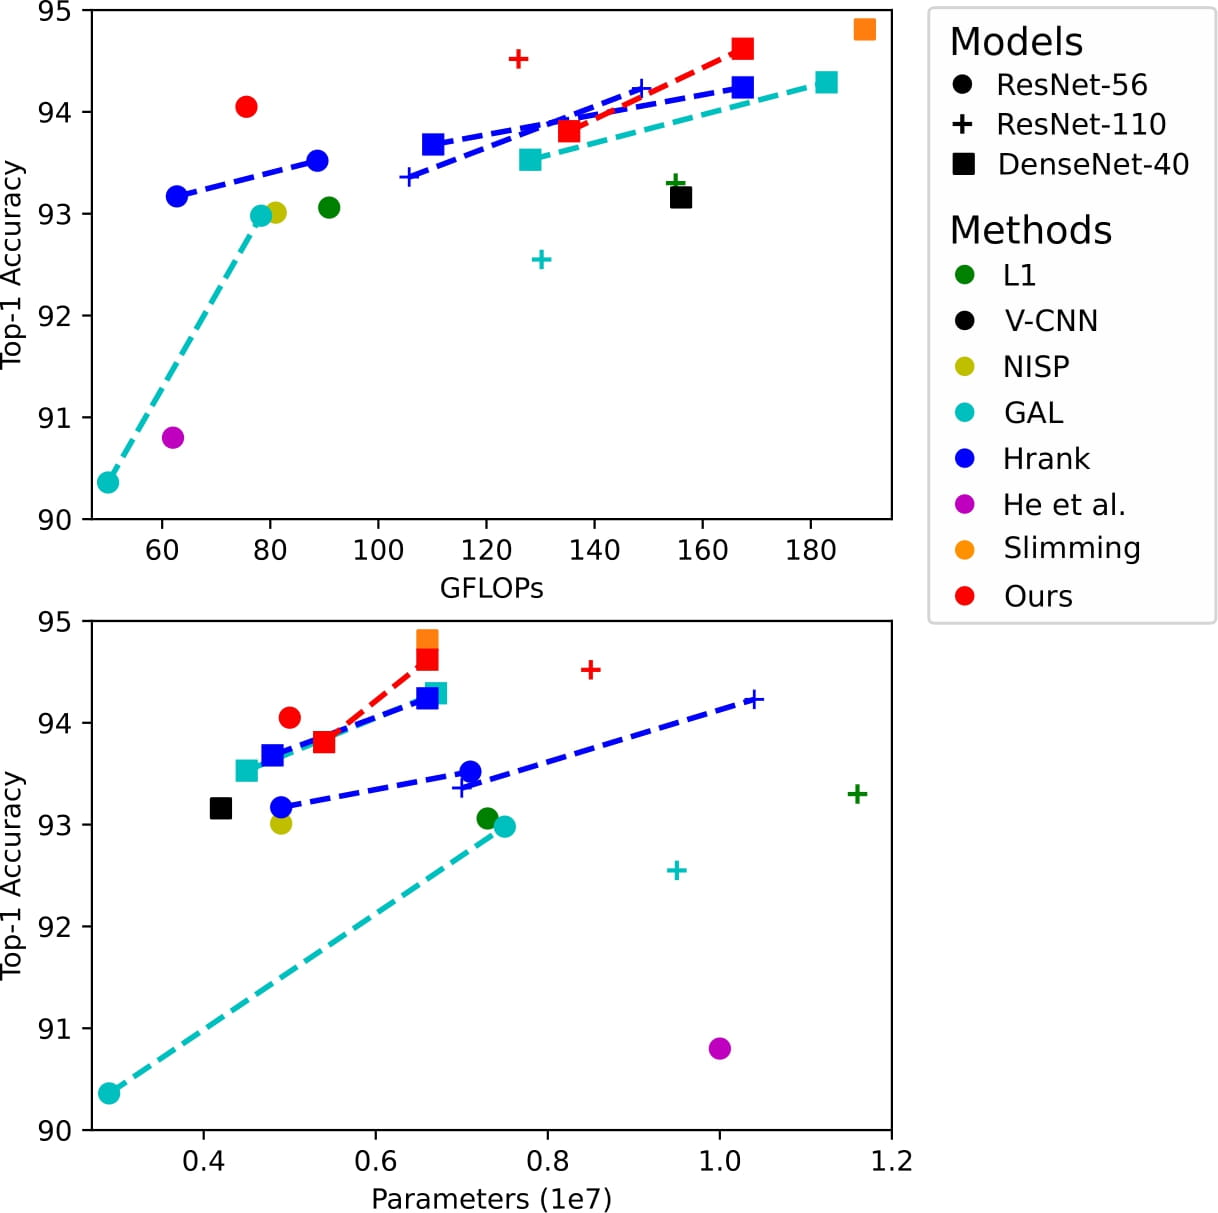 95
94
93
92
91
90
Top-1 Accuracy
60 80 100 120 140 160 180
GFLOPs
95
94
93
92
91
90
Top-1 Accuracy
0.4 0.6 0.8 1.0 1.2
Parameters (1e7)
Models
ResNet-56
ResNet-110
DenseNet-40
Methods
L1
V-CNN
NISP
GAL
Hrank
He et al.
Slimming
Ours